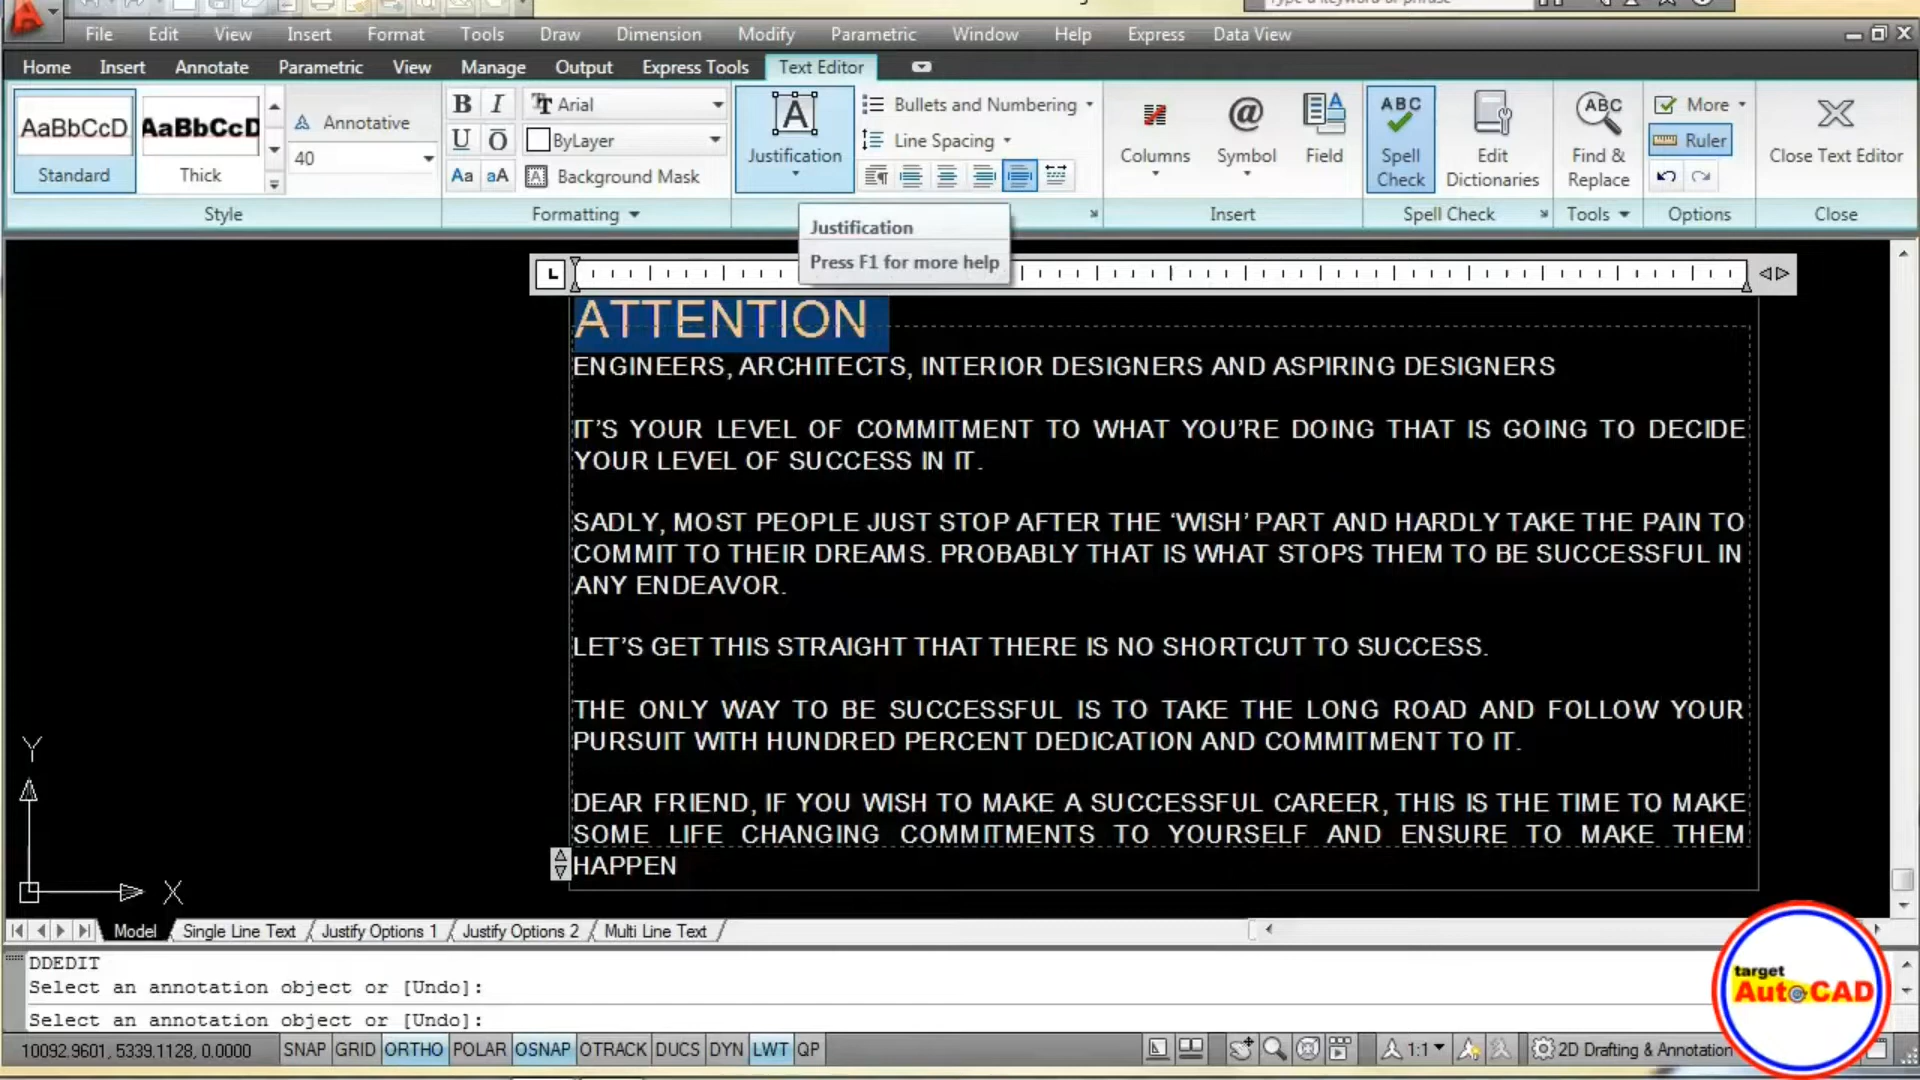 Type a keyword or phrase
File Edit View Insert Format Tools Draw Dimension Modify Parametric Window Help Express Data View
Home Insert Annotate Parametric View Manage Output Express Tools Text Editor
AaBbCcD AaBbCcD Annotative
Standard Thick 40
B I Arial
U O ByLayer
Aa aA Background Mask
A
Justification
Bullets and Numbering
Line Spacing
Columns
@
Symbol
Field
ABC
Spell
Check
Edit
Dictionaries
ABC
Find &
Replace
More
Ruler
Close Text Editor
Style Formatting Insert Spell Check Tools Options Close
Justification
Press F1 for more help
L
ATTENTION
ENGINEERS, ARCHITECTS, INTERIOR DESIGNERS AND ASPIRING DESIGNERS
IT’S YOUR LEVEL OF COMMITMENT TO WHAT YOU’RE DOING THAT IS GOING TO DECIDE
YOUR LEVEL OF SUCCESS IN IT.
SADLY, MOST PEOPLE JUST STOP AFTER THE ‘WISH’ PART AND HARDLY TAKE THE PAIN TO
COMMIT TO THEIR DREAMS. PROBABLY THAT IS WHAT STOPS THEM TO BE SUCCESSFUL IN
ANY ENDEAVOR.
LET’S GET THIS STRAIGHT THAT THERE IS NO SHORTCUT TO SUCCESS.
THE ONLY WAY TO BE SUCCESSFUL IS TO TAKE THE LONG ROAD AND FOLLOW YOUR
PURSUIT WITH HUNDRED PERCENT DEDICATION AND COMMITMENT TO IT.
DEAR FRIEND, IF YOU WISH TO MAKE A SUCCESSFUL CAREER, THIS IS THE TIME TO MAKE
SOME LIFE CHANGING COMMITMENTS TO YOURSELF AND ENSURE TO MAKE THEM
HAPPEN
Y
X
Model Single Line Text Justify Options 1 Justify Options 2 Multi Line Text
DDEDIT
Select an annotation object or [Undo]:
Select an annotation object or [Undo]:
10092.9601, 5339.1128, 0.0000 SNAP GRID ORTHO POLAR OSNAP OTRACK DUCS DYN LWT QP 1:1 2D Drafting & Annotation
target
AutoCAD